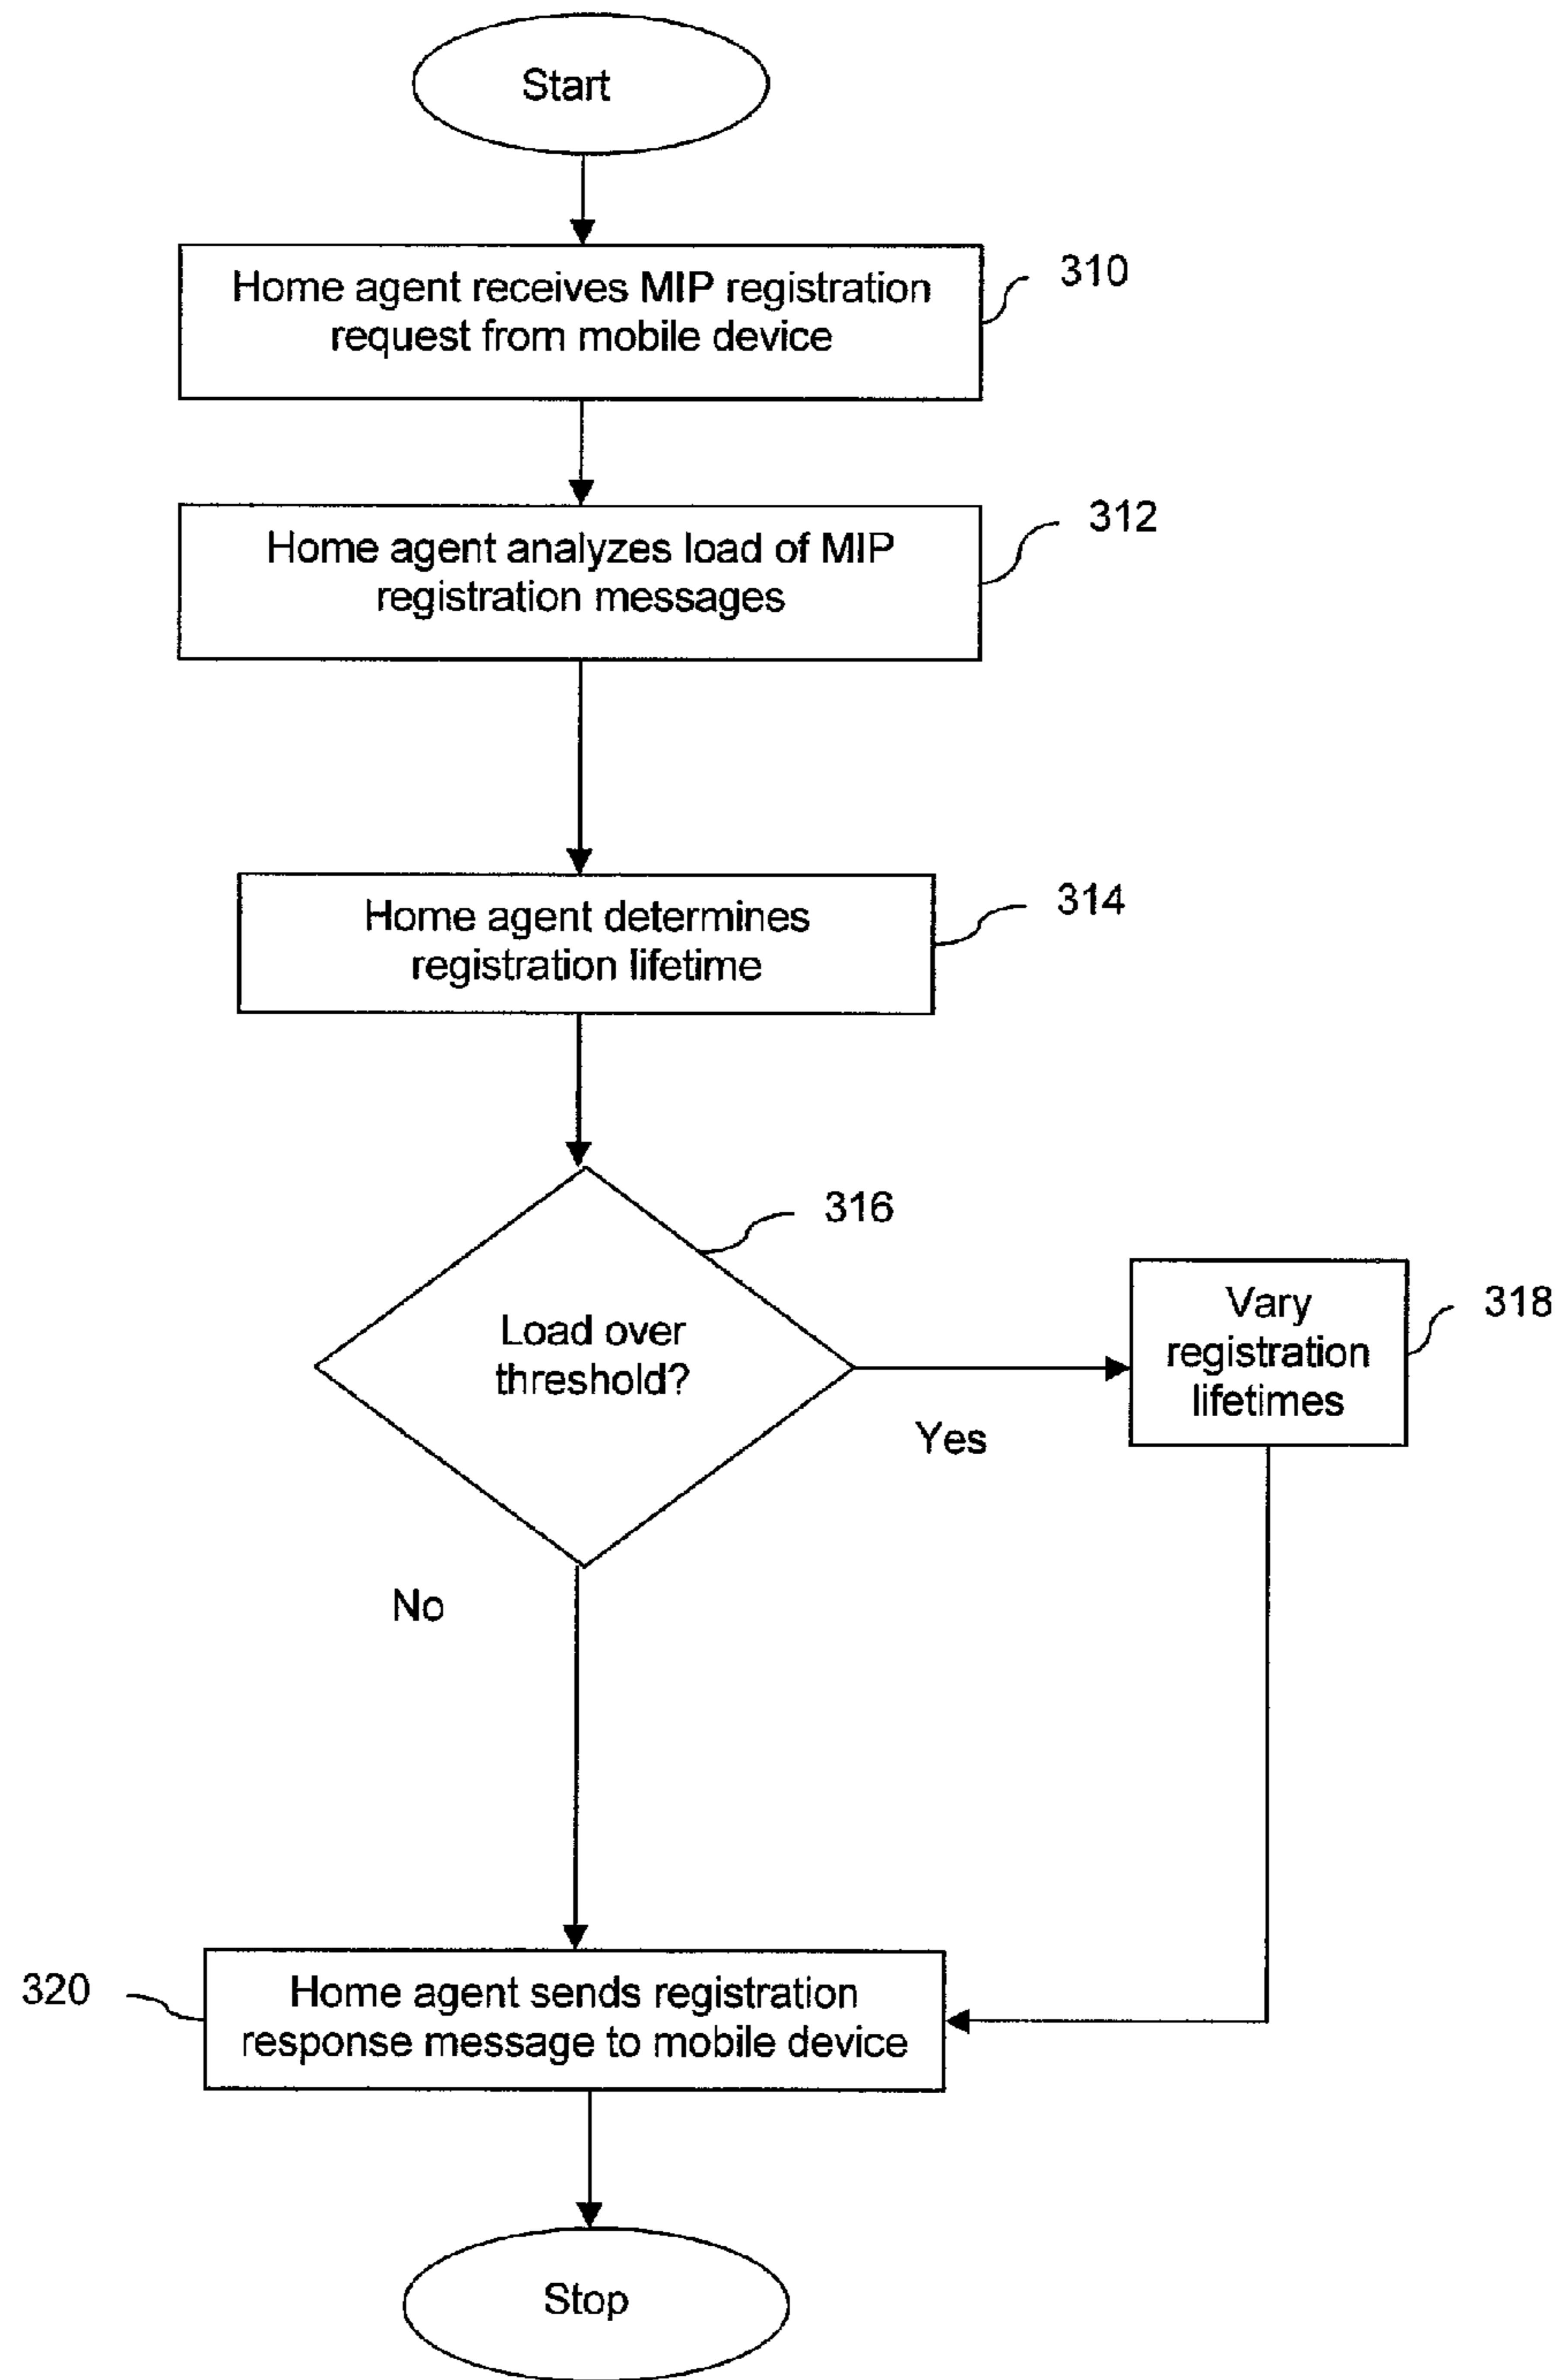 Start
Home agent receives MIP registration
request from mobile device
310
Home agent analyzes load of MIP
registration messages
312
Home agent determines
registration lifetime
314
316
Load over
threshold?
Yes
Vary
registration
lifetimes
318
No
320
Home agent sends registration
response message to mobile device
Stop